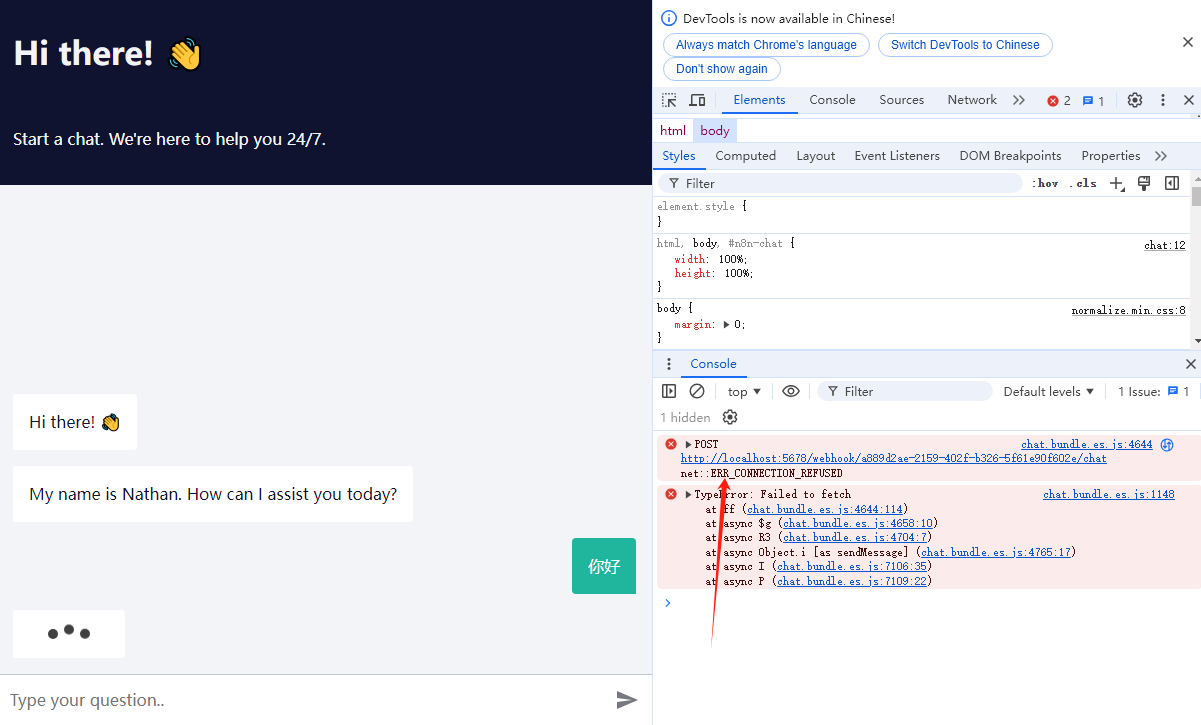 Hi there! 👋
Start a chat. We're here to help you 24/7.
Hi there! 👋
My name is Nathan. How can I assist you today?
你好
Type your question..
DevTools is now available in Chinese!
Always match Chrome's language
Switch DevTools to Chinese
Don't show again
Elements Console Sources Network 2 1
html body
Styles Computed Layout Event Listeners DOM Breakpoints Properties
Filter :hov .cls
element.style {
}
html, body, #n8n-chat { chat:12
width: 100%;
height: 100%;
}
body { normalize.min.css:8
margin: 0;
}
Console
top Filter Default levels 1 Issue: 1
1 hidden
POST chat.bundle.es.js:4644
http://localhost:5678/webhook/a889d2ae-2159-402f-b326-5f61e90f602e/chat
net::ERR_CONNECTION_REFUSED
TypeError: Failed to fetch chat.bundle.es.js:1148
at ff (chat.bundle.es.js:4644:114)
at async $g (chat.bundle.es.js:4658:10)
at async R3 (chat.bundle.es.js:4704:7)
at async Object.i [as sendMessage] (chat.bundle.es.js:4765:17)
at async I (chat.bundle.es.js:7106:35)
at async P (chat.bundle.es.js:7109:22)